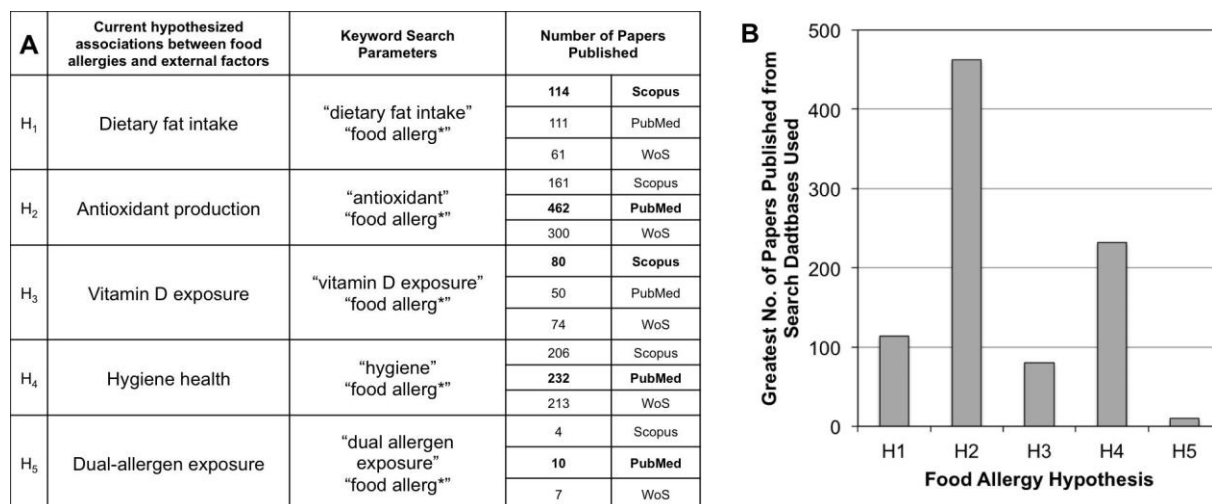 A
Current hypothesized
associations between food
allergies and external factors
Keyword Search
Parameters
Number of Papers
Published
H1
Dietary fat intake
“dietary fat intake”
“food allerg*”
114 Scopus
111 PubMed
61 WoS
H2
Antioxidant production
“antioxidant”
“food allerg*”
161 Scopus
462 PubMed
300 WoS
H3
Vitamin D exposure
“vitamin D exposure”
“food allerg*”
80 Scopus
50 PubMed
74 WoS
H4
Hygiene health
“hygiene”
“food allerg*”
206 Scopus
232 PubMed
213 WoS
H5
Dual-allergen exposure
“dual allergen
exposure”
“food allerg*”
4 Scopus
10 PubMed
7 WoS
B
Greatest No. of Papers Published from
Search Dadtbases Used
500
400
300
200
100
0
H1 H2 H3 H4 H5
Food Allergy Hypothesis